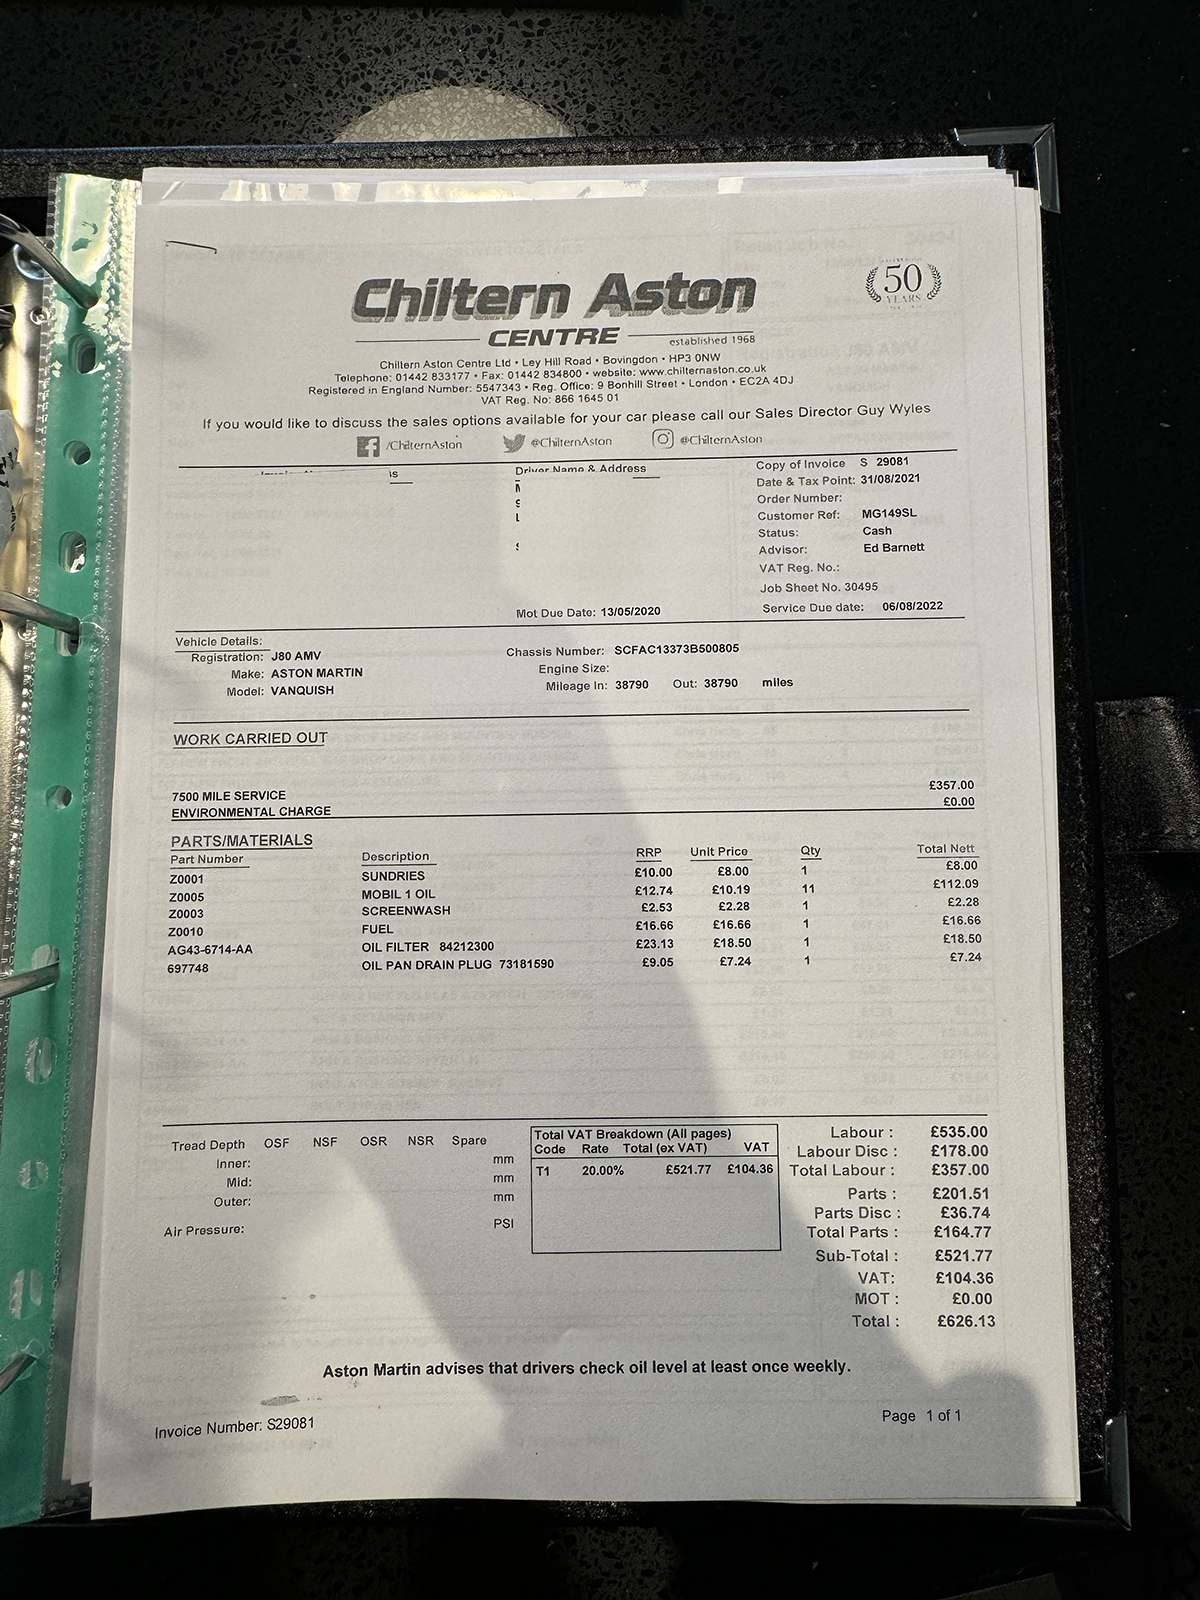 Chiltern Aston
CENTRE
established 1968
50
YEARS
Chiltern Aston Centre Ltd • Ley Hill Road • Bovingdon • HP3 0NW
Telephone: 01442 833177 • Fax: 01442 834800 • website: www.chilternaston.co.uk
Registered in England Number: 5547343 • Reg. Office: 9 Bonhill Street • London • EC2A 4DJ
VAT Reg. No: 866 1645 01
If you would like to discuss the sales options available for your car please call our Sales Director Guy Wyles
/ChilternAston @ChilternAston @ChilternAston
Driver Name & Address
Copy of Invoice S 29081
Date & Tax Point: 31/08/2021
Order Number:
Customer Ref: MG149SL
Status: Cash
Advisor: Ed Barnett
VAT Reg. No.:
Job Sheet No. 30495
Mot Due Date: 13/05/2020 Service Due date: 06/08/2022
Vehicle Details:
Registration: J80 AMV Chassis Number: SCFAC13373B500805
Make: ASTON MARTIN Engine Size:
Model: VANQUISH Mileage In: 38790 Out: 38790 miles
WORK CARRIED OUT
7500 MILE SERVICE £357.00
ENVIRONMENTAL CHARGE £0.00
PARTS/MATERIALS
Part Number Description RRP Unit Price Qty Total Nett
Z0001 SUNDRIES £10.00 £8.00 1 £8.00
Z0005 MOBIL 1 OIL £12.74 £10.19 11 £112.09
Z0003 SCREENWASH £2.53 £2.28 1 £2.28
Z0010 FUEL £16.66 £16.66 1 £16.66
AG43-6714-AA OIL FILTER 84212300 £23.13 £18.50 1 £18.50
697748 OIL PAN DRAIN PLUG 73181590 £9.05 £7.24 1 £7.24
Tread Depth OSF NSF OSR NSR Spare
Inner: mm
Mid: mm
Outer: mm
Air Pressure: PSI
Total VAT Breakdown (All pages)
Code Rate Total (ex VAT) VAT
T1 20.00% £521.77 £104.36
Labour : £535.00
Labour Disc : £178.00
Total Labour : £357.00
Parts : £201.51
Parts Disc : £36.74
Total Parts : £164.77
Sub-Total : £521.77
VAT: £104.36
MOT : £0.00
Total : £626.13
Aston Martin advises that drivers check oil level at least once weekly.
Invoice Number: S29081 Page 1 of 1